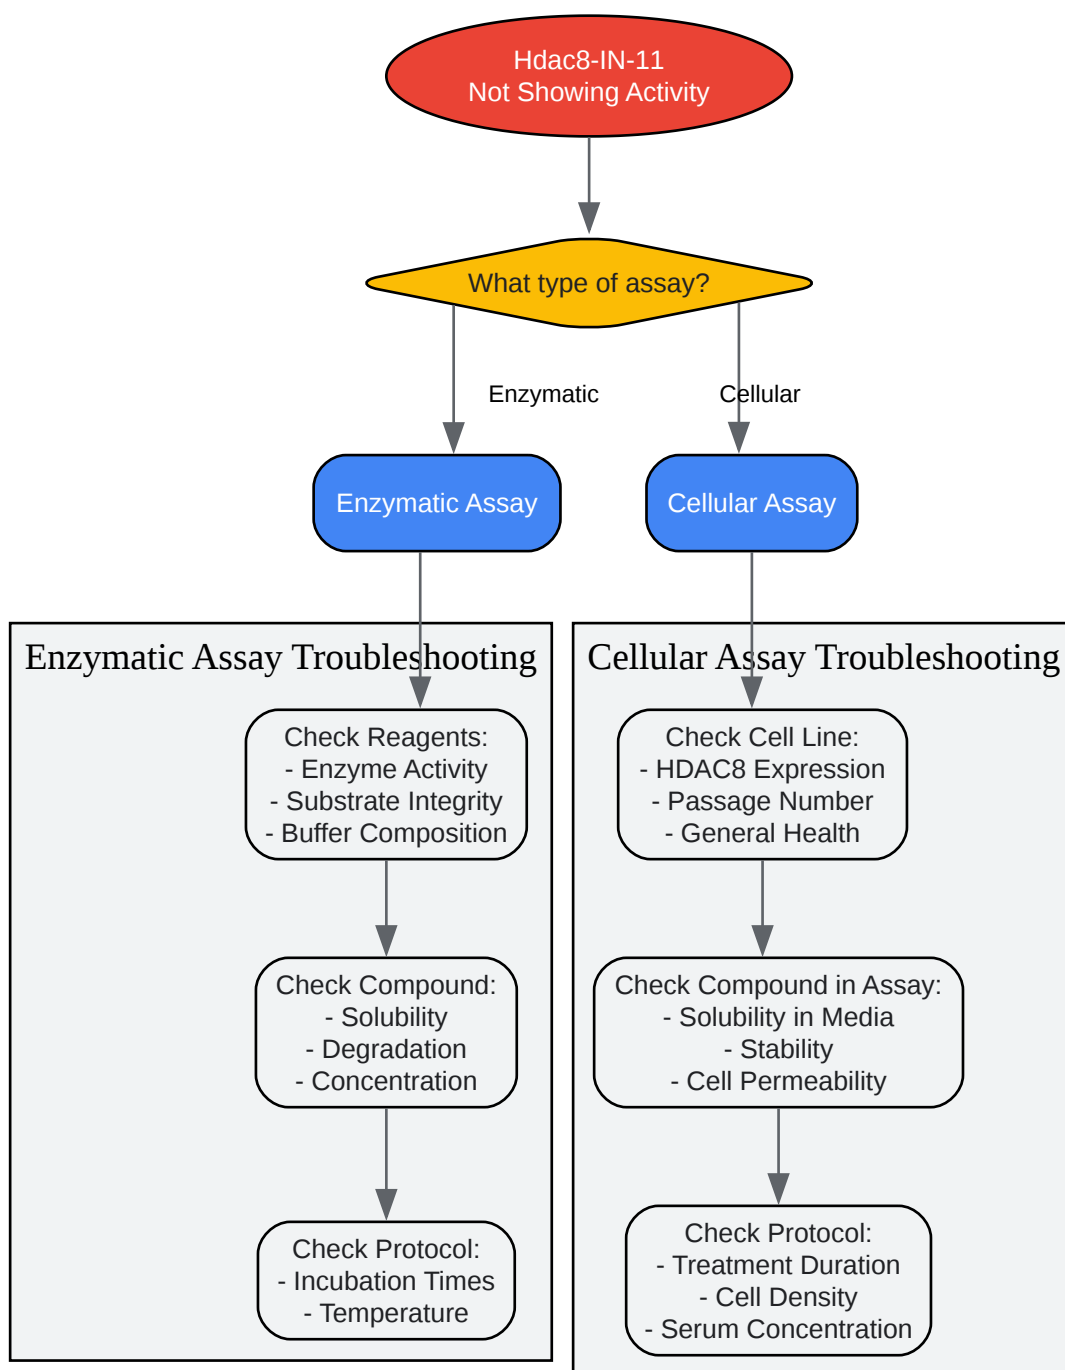 Hdac8-IN-11
Not Showing Activity
What type of assay?
Enzymatic
Cellular
Enzymatic Assay
Cellular Assay
Enzymatic Assay Troubleshooting
Check Reagents:
- Enzyme Activity
- Substrate Integrity
- Buffer Composition
Check Compound:
- Solubility
- Degradation
- Concentration
Check Protocol:
- Incubation Times
- Temperature
Cellular Assay Troubleshooting
Check Cell Line:
- HDAC8 Expression
- Passage Number
- General Health
Check Compound in Assay:
- Solubility in Media
- Stability
- Cell Permeability
Check Protocol:
- Treatment Duration
- Cell Density
- Serum Concentration